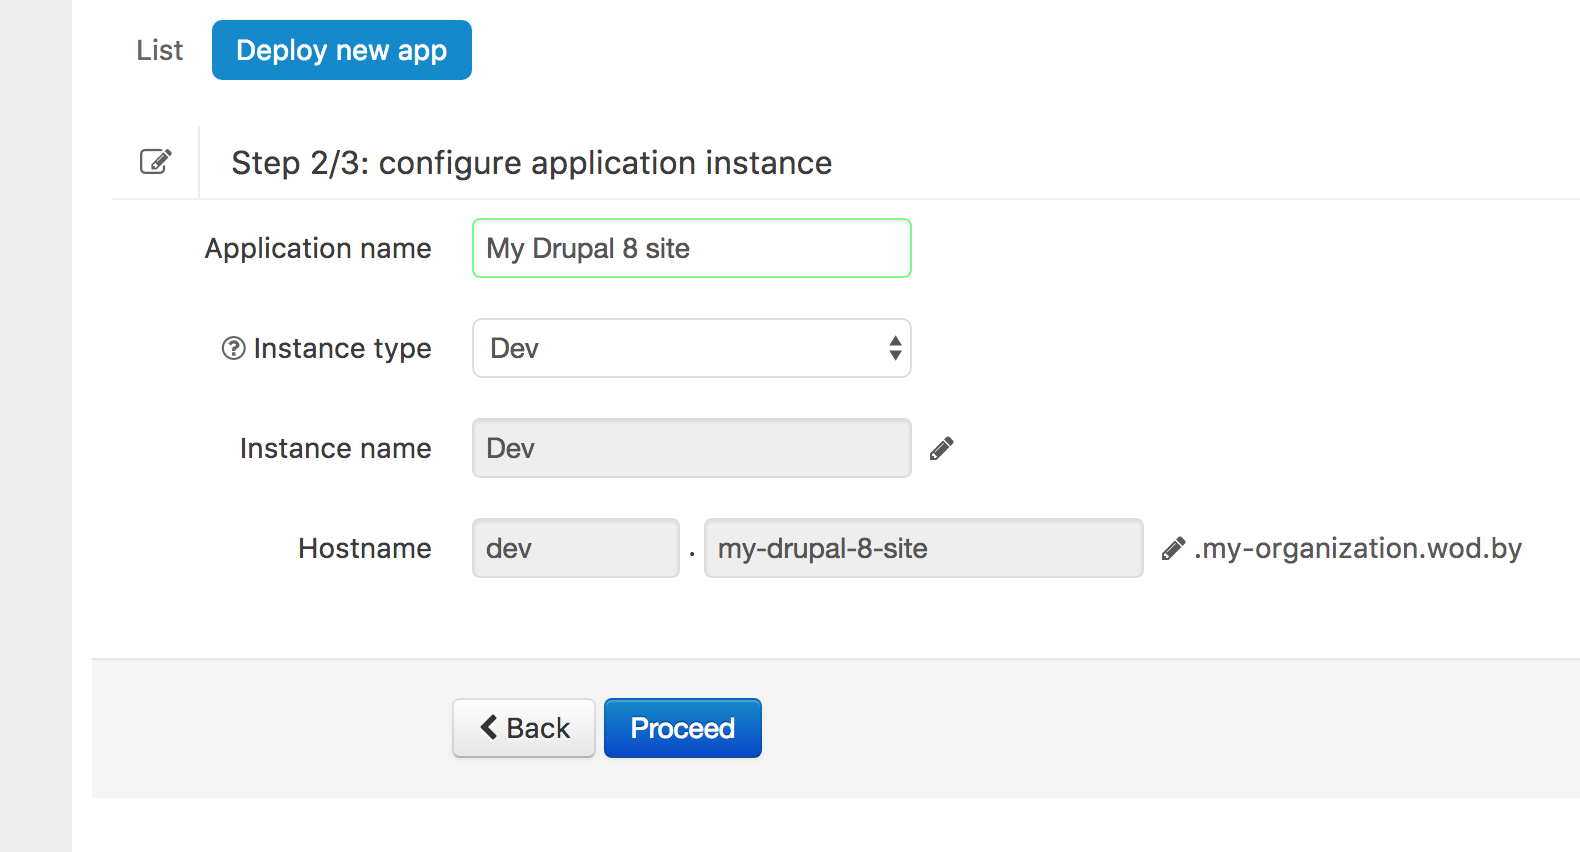 List Deploy new app
Step 2/3: configure application instance
Application name My Drupal 8 site
Instance type Dev
Instance name Dev
Hostname dev . my-drupal-8-site .my-organization.wod.by
Back Proceed